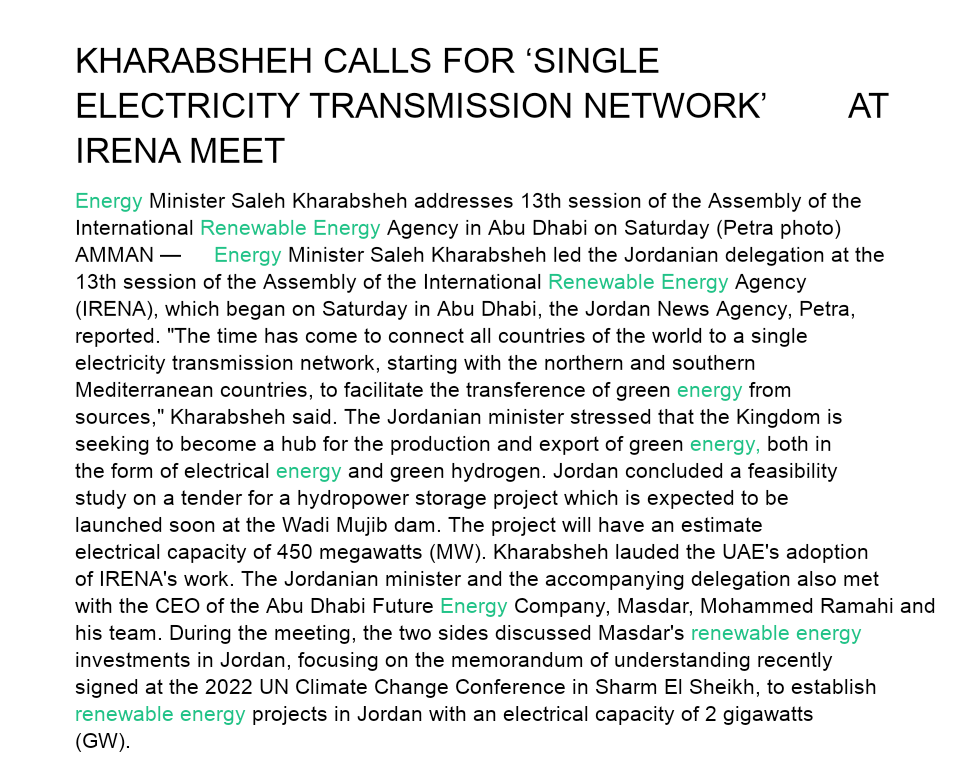 KHARABSHEH CALLS FOR ‘SINGLE
ELECTRICITY TRANSMISSION NETWORK’ AT
IRENA MEET
Energy Minister Saleh Kharabsheh addresses 13th session of the Assembly of the
International Renewable Energy Agency in Abu Dhabi on Saturday (Petra photo)
AMMAN — Energy Minister Saleh Kharabsheh led the Jordanian delegation at the
13th session of the Assembly of the International Renewable Energy Agency
(IRENA), which began on Saturday in Abu Dhabi, the Jordan News Agency, Petra,
reported. "The time has come to connect all countries of the world to a single
electricity transmission network, starting with the northern and southern
Mediterranean countries, to facilitate the transference of green energy from
sources," Kharabsheh said. The Jordanian minister stressed that the Kingdom is
seeking to become a hub for the production and export of green energy, both in
the form of electrical energy and green hydrogen. Jordan concluded a feasibility
study on a tender for a hydropower storage project which is expected to be
launched soon at the Wadi Mujib dam. The project will have an estimate
electrical capacity of 450 megawatts (MW). Kharabsheh lauded the UAE's adoption
of IRENA's work. The Jordanian minister and the accompanying delegation also met
with the CEO of the Abu Dhabi Future Energy Company, Masdar, Mohammed Ramahi and
his team. During the meeting, the two sides discussed Masdar's renewable energy
investments in Jordan, focusing on the memorandum of understanding recently
signed at the 2022 UN Climate Change Conference in Sharm El Sheikh, to establish
renewable energy projects in Jordan with an electrical capacity of 2 gigawatts
(GW).